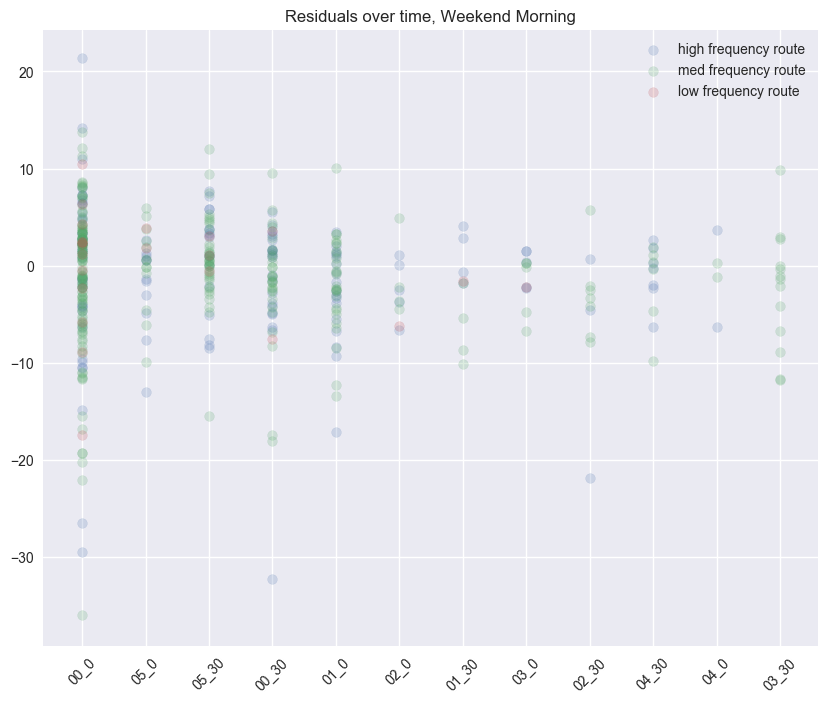 Residuals over time, Weekend Morning
high frequency route
med frequency route
low frequency route
20
10
0
−10
−20
−30
00_0 05_0 05_30 00_30 01_0 02_0 01_30 03_0 02_30 04_30 04_0 03_30